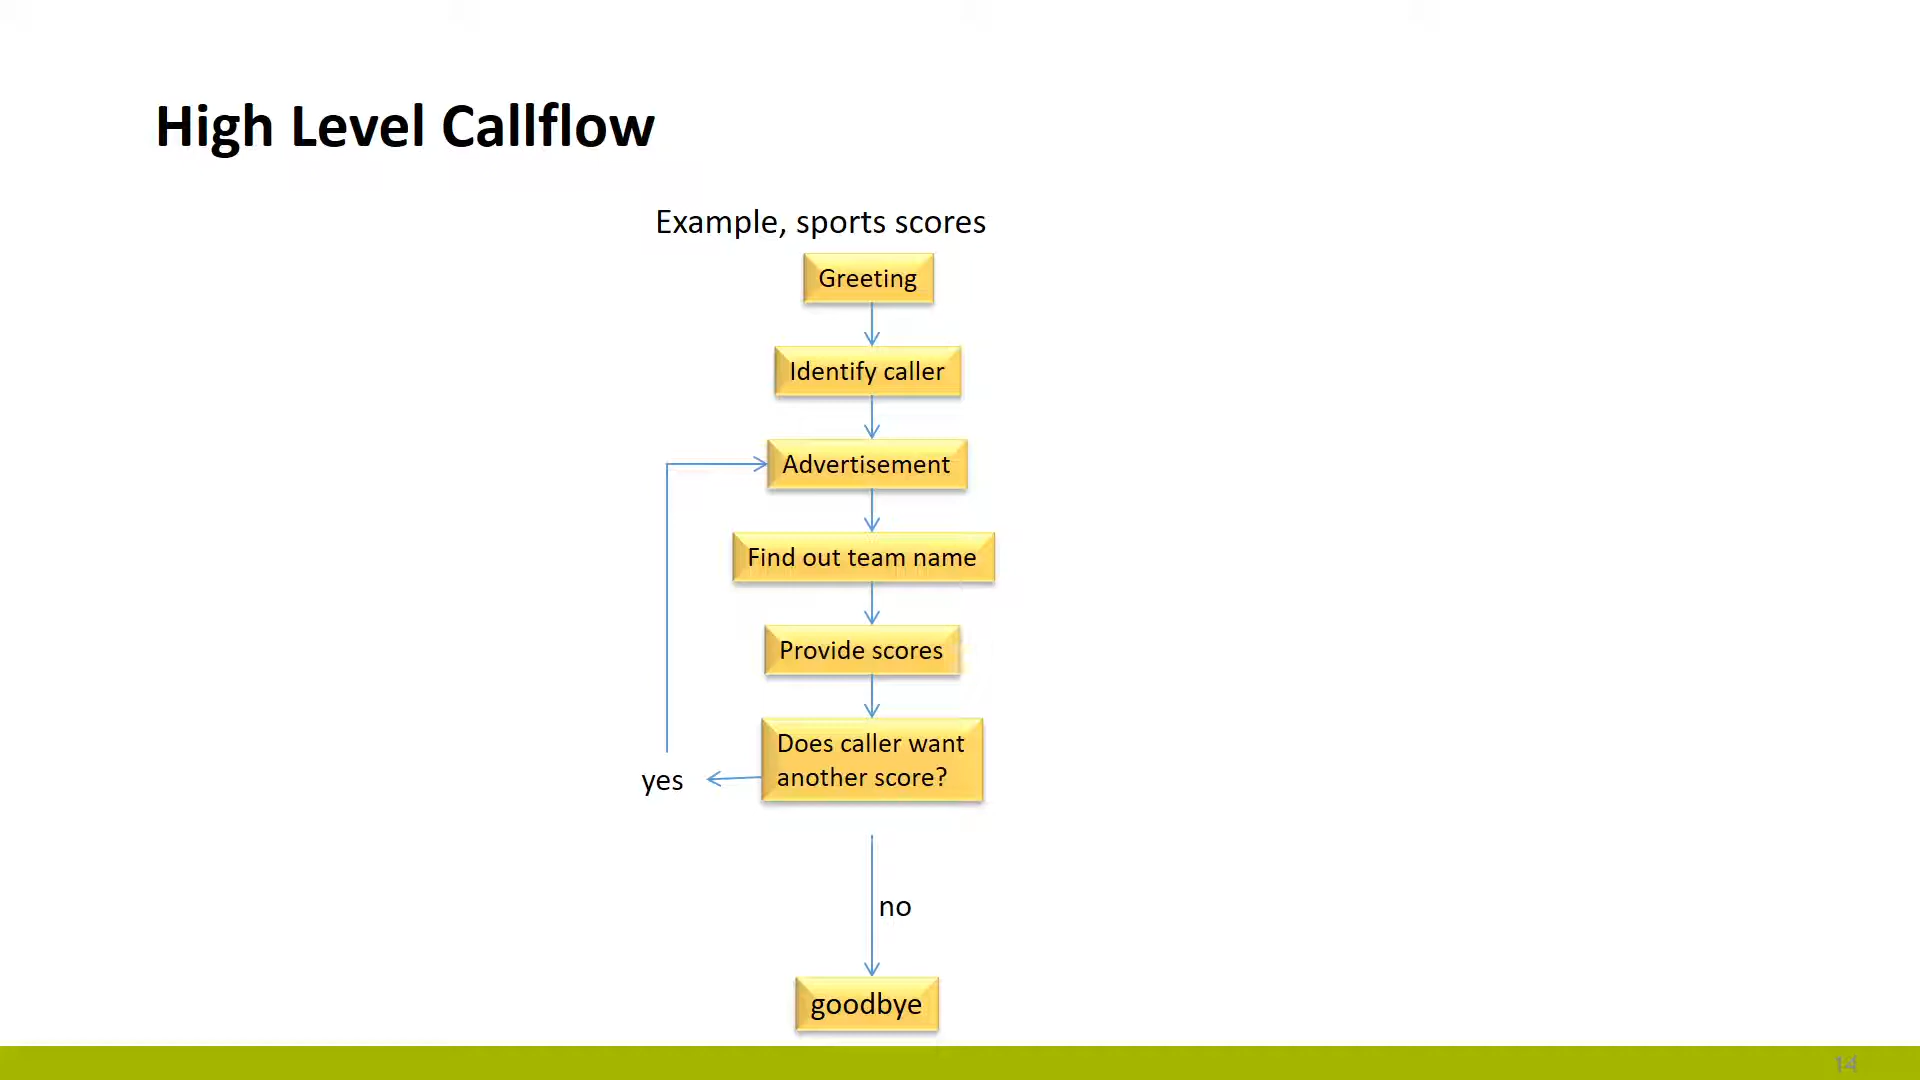 High Level Callflow
Example, sports scores
Greeting
Identify caller
Advertisement
Find out team name
Provide scores
Does caller want
another score?
yes
no
goodbye
14